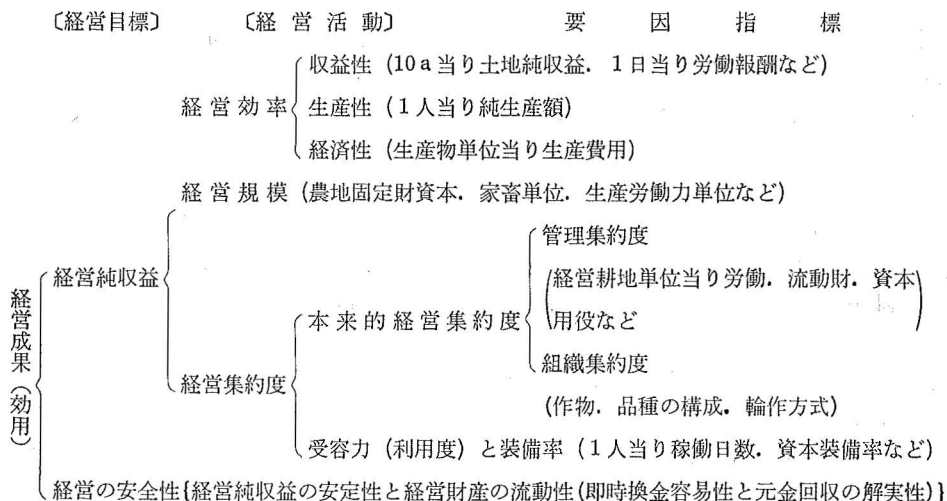 〔経営目標〕 〔経営活動〕 要因指標
収益性 (10a当り土地純収益. 1日当り労働報酬など)
経営効率 生産性 (1人当り純生産額)
経済性 (生産物単位当り生産費用)
経営規模 (農地固定財資本. 家畜単位. 生産労働力単位など)
管理集約度
経営純収益 (経営耕地単位当り労働. 流動財. 資本
本来的経営集約度 用役など)
経営成果(効用)
組織集約度
経営集約度
(作物. 品種の構成. 輪作方式)
受容力 (利用度) と装備率 (1人当り稼働日数. 資本装備率など)
経営の安全性{経営純収益の安定性と経営財産の流動性(即時換金容易性と元金回収の解実性)}